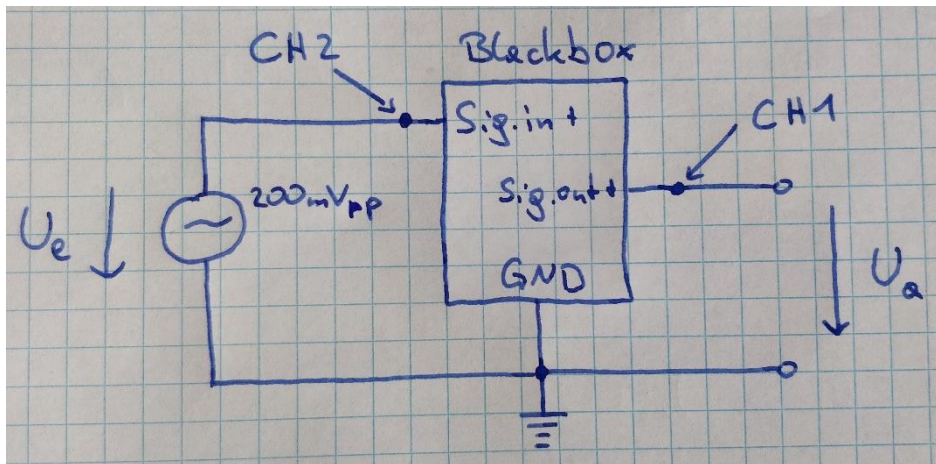 CH2
Blackbox
Sig.in+
CH1
200mVpp
Sig.out+
Ue
GND
Ua